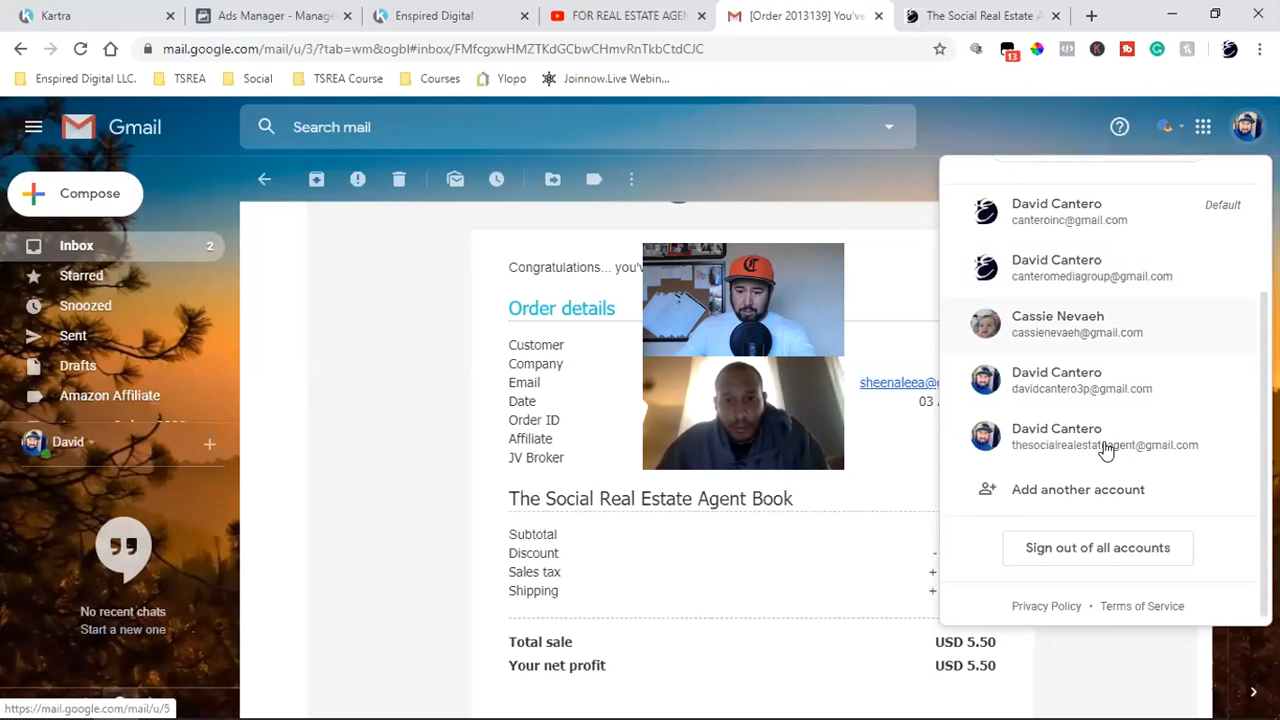 Kartra
Ads Manager - Manage
Enspired Digital
FOR REAL ESTATE AGEN
[Order 2013139] You've
The Social Real Estate A
mail.google.com/mail/u/3/?tab=wm&ogbl#inbox/FMfcgxwHMZTKdGCbwCHmvRnTkbCtdCJC
13
Enspired Digital LLC.
TSREA
Social
TSREA Course
Courses
Ylopo
Joinnow.Live Webin...
Gmail
Search mail
Compose
Inbox 2
Starred
Snoozed
Sent
Drafts
Amazon Affiliate
David
No recent chats
Start a new one
https://mail.google.com/mail/u/5
Congratulations... you'v
Order details
Customer
Company
Email sheenaleea@g
Date 03
Order ID
Affiliate
JV Broker
The Social Real Estate Agent Book
Subtotal
Discount -
Sales tax +
Shipping +
Total sale USD 5.50
Your net profit USD 5.50
David Cantero Default
canteroinc@gmail.com
David Cantero
canteromediagroup@gmail.com
Cassie Nevaeh
cassienevaeh@gmail.com
David Cantero
davidcantero3p@gmail.com
David Cantero
thesocialrealestateagent@gmail.com
Add another account
Sign out of all accounts
Privacy Policy • Terms of Service